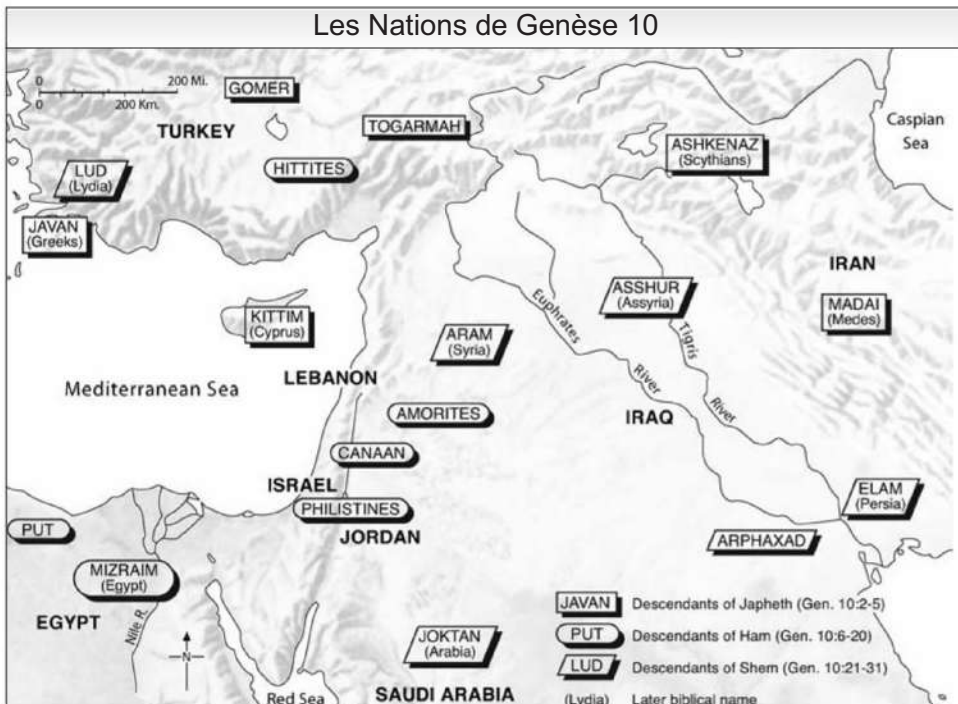 Les Nations de Genèse 10
0 200 Mi.
0 200 Km.
GOMER
TURKEY
TOGARMAH
Caspian
Sea
ASHKENAZ
(Scythians)
HITTITES
LUD
(Lydia)
JAVAN
(Greeks)
IRAN
ASSHUR
(Assyria)
MADAI
(Medes)
KITTIM
(Cyprus)
ARAM
(Syria)
Euphrates
River
Tigris
River
Mediterranean Sea
LEBANON
AMORITES
IRAQ
CANAAN
ISRAEL
PHILISTINES
JORDAN
ELAM
(Persia)
PUT
ARPHAXAD
MIZRAIM
(Egypt)
EGYPT
Nile R.
N
JOKTAN
(Arabia)
Red Sea
SAUDI ARABIA
JAVAN Descendants of Japheth (Gen. 10:2-5)
PUT Descendants of Ham (Gen. 10:6-20)
LUD Descendants of Shem (Gen. 10:21-31)
(Lydia) Later biblical name